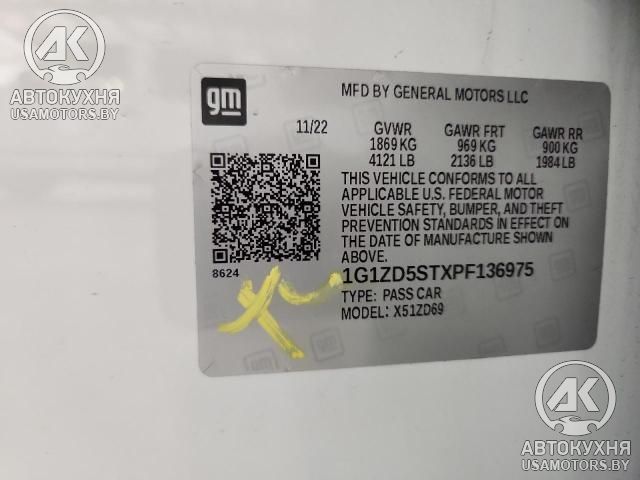 AK
АВТОКУХНЯ
USAMOTORS.BY
gm
MFD BY GENERAL MOTORS LLC
11/22 GVWR GAWR FRT GAWR RR
1869 KG 969 KG 900 KG
4121 LB 2136 LB 1984 LB
THIS VEHICLE CONFORMS TO ALL
APPLICABLE U.S. FEDERAL MOTOR
VEHICLE SAFETY, BUMPER, AND THEFT
PREVENTION STANDARDS IN EFFECT ON
THE DATE OF MANUFACTURE SHOWN
ABOVE.
8624
1G1ZD5STXPF136975
TYPE: PASS CAR
MODEL: X51ZD69
AK
АВТОКУХНЯ
USAMOTORS.BY